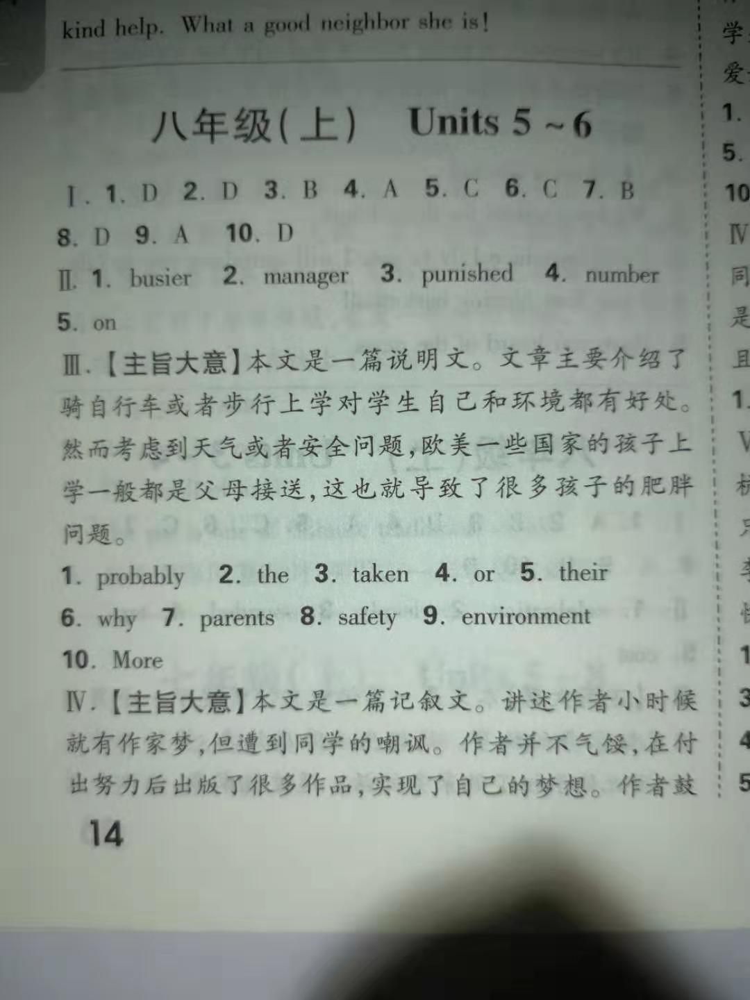 kind help. What a good neighbor she is!
八年级(上) Units 5~6
Ⅰ. 1. D 2. D 3. B 4. A 5. C 6. C 7. B
8. D 9. A 10. D
Ⅱ. 1. busier 2. manager 3. punished 4. number
5. on
Ⅲ.【主旨大意】本文是一篇说明文。文章主要介绍了
骑自行车或者步行上学对学生自己和环境都有好处。
然而考虑到天气或者安全问题,欧美一些国家的孩子上
学一般都是父母接送,这也就导致了很多孩子的肥胖
问题。
1. probably 2. the 3. taken 4. or 5. their
6. why 7. parents 8. safety 9. environment
10. More
Ⅳ.【主旨大意】本文是一篇记叙文。讲述作者小时候
就有作家梦,但遭到同学的嘲讽。作者并不气馁,在付
出努力后出版了很多作品,实现了自己的梦想。作者鼓
14
学
爱
1.
5.
10
Ⅳ
同
是
且
1.
1
3
4
5